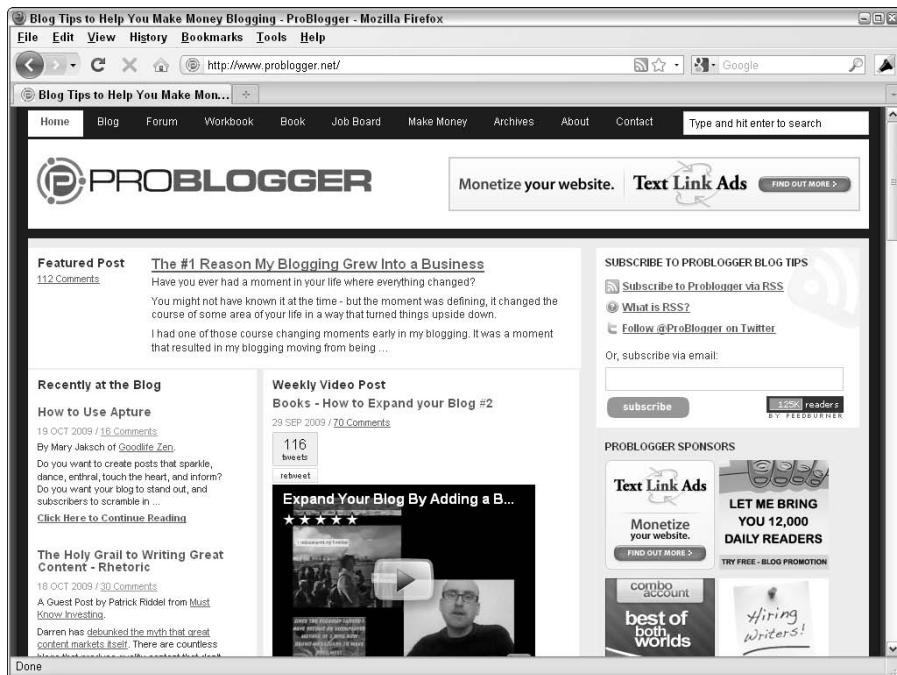 Blog Tips to Help You Make Money Blogging - ProBlogger - Mozilla Firefox
File Edit View History Bookmarks Tools Help
http://www.problogger.net/
Google
Blog Tips to Help You Make Mon...
Home Blog Forum Workbook Book Job Board Make Money Archives About Contact
Type and hit enter to search
PROBLOGGER
Monetize your website. Text Link Ads FIND OUT MORE >
Featured Post
112 Comments
The #1 Reason My Blogging Grew Into a Business
Have you ever had a moment in your life where everything changed?
You might not have known it at the time - but the moment was defining, it changed the
course of some area of your life in a way that turned things upside down.
I had one of those course changing moments early in my blogging. It was a moment
that resulted in my blogging moving from being ...
SUBSCRIBE TO PROBLOGGER BLOG TIPS
Subscribe to Problogger via RSS
What is RSS?
Follow @ProBlogger on Twitter
Or, subscribe via email:
subscribe
125K readers
BY FEEDBURNER
Recently at the Blog
How to Use Apture
19 OCT 2009 / 16 Comments
By Mary Jaksch of Goodlife Zen.
Do you want to create posts that sparkle,
dance, enthral, touch the heart, and inform?
Do you want your blog to stand out, and
subscribers to scramble in ...
Click Here to Continue Reading
The Holy Grail to Writing Great
Content - Rhetoric
18 OCT 2009 / 30 Comments
A Guest Post by Patrick Riddel from Must
Know Investing.
Darren has debunked the myth that great
content markets itself. There are countless
Weekly Video Post
Books - How to Expand your Blog #2
29 SEP 2009 / 70 Comments
116
tweets
retweet
Expand Your Blog By Adding a B...
PROBLOGGER SPONSORS
Text Link Ads
Monetize
your website.
FIND OUT MORE >
LET ME BRING
YOU 12,000
DAILY READERS
TRY FREE - BLOG PROMOTION
combo
account
best of
both
worlds
Hiring
Writers!
Done